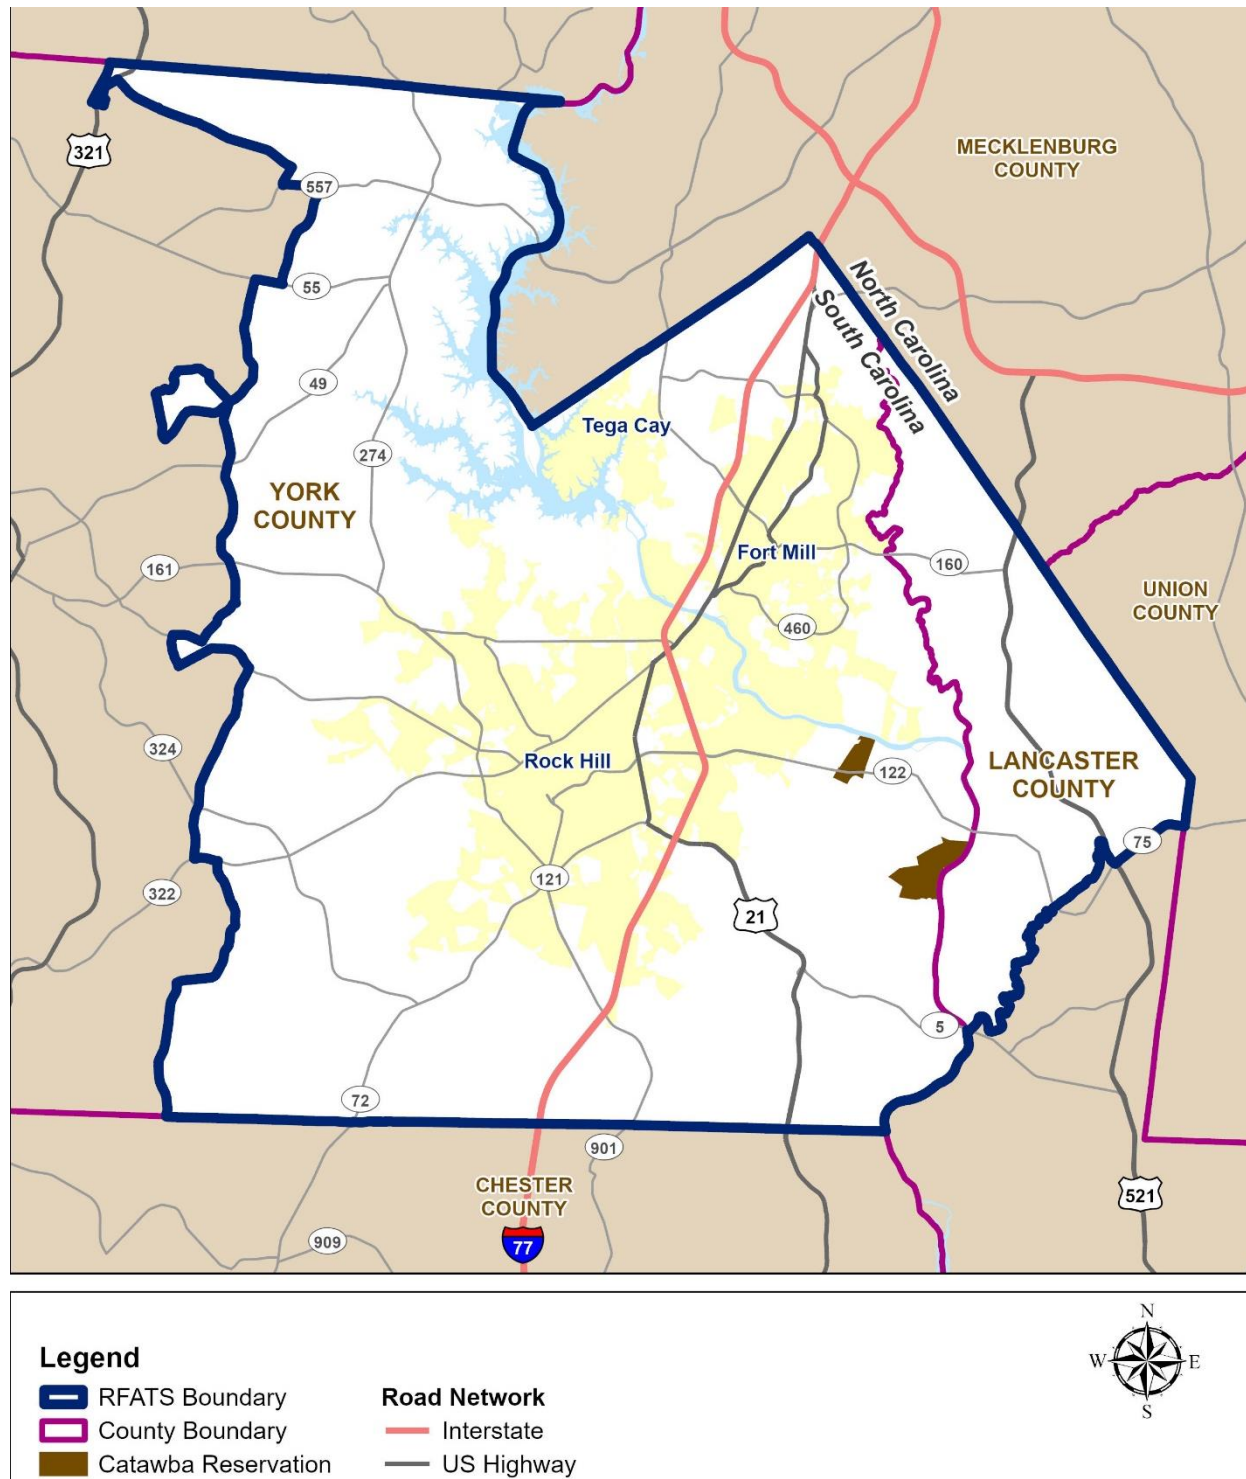 321
MECKLENBURG
COUNTY
557
55
North Carolina
South Carolina
49
Tega Cay
274
YORK
COUNTY
Fort Mill
161
160
UNION
COUNTY
460
324
Rock Hill
122
LANCASTER
COUNTY
75
322
121
21
5
72
901
CHESTER
COUNTY
521
909
77
N
W
E
S
Legend
RFATS Boundary
County Boundary
Catawba Reservation
Road Network
Interstate
US Highway